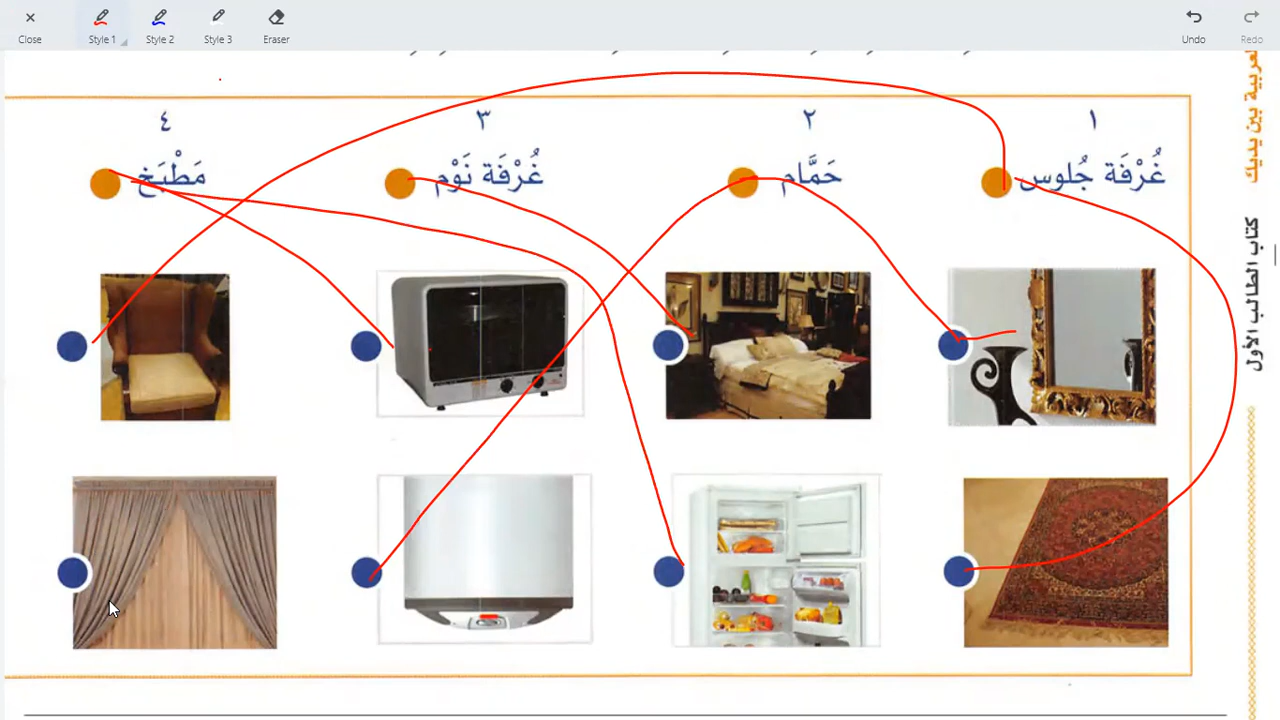 Close
Style 1
Style 2
Style 3
Eraser
Undo
Redo
١
٢
٣
٤
غُرْفَة جُلوس
حَمَّام
غُرْفَة نَوْم
مَطْبَخ
لعربية بين يديك
كتاب الطالب الأول